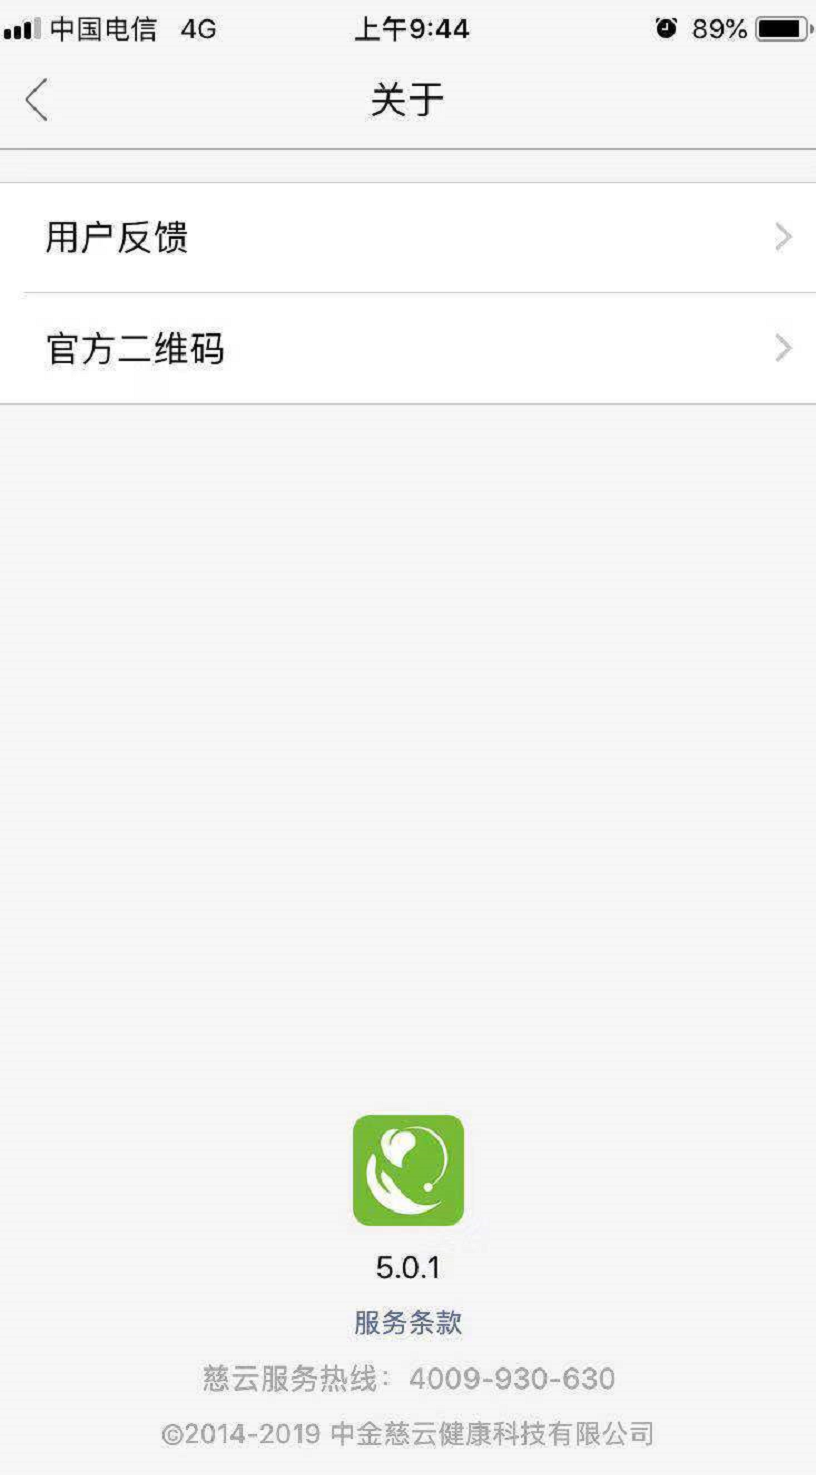 中国电信 4G 上午9:44 89%
关于
用户反馈
官方二维码
5.0.1
服务条款
慈云服务热线：4009-930-630
©2014-2019 中金慈云健康科技有限公司